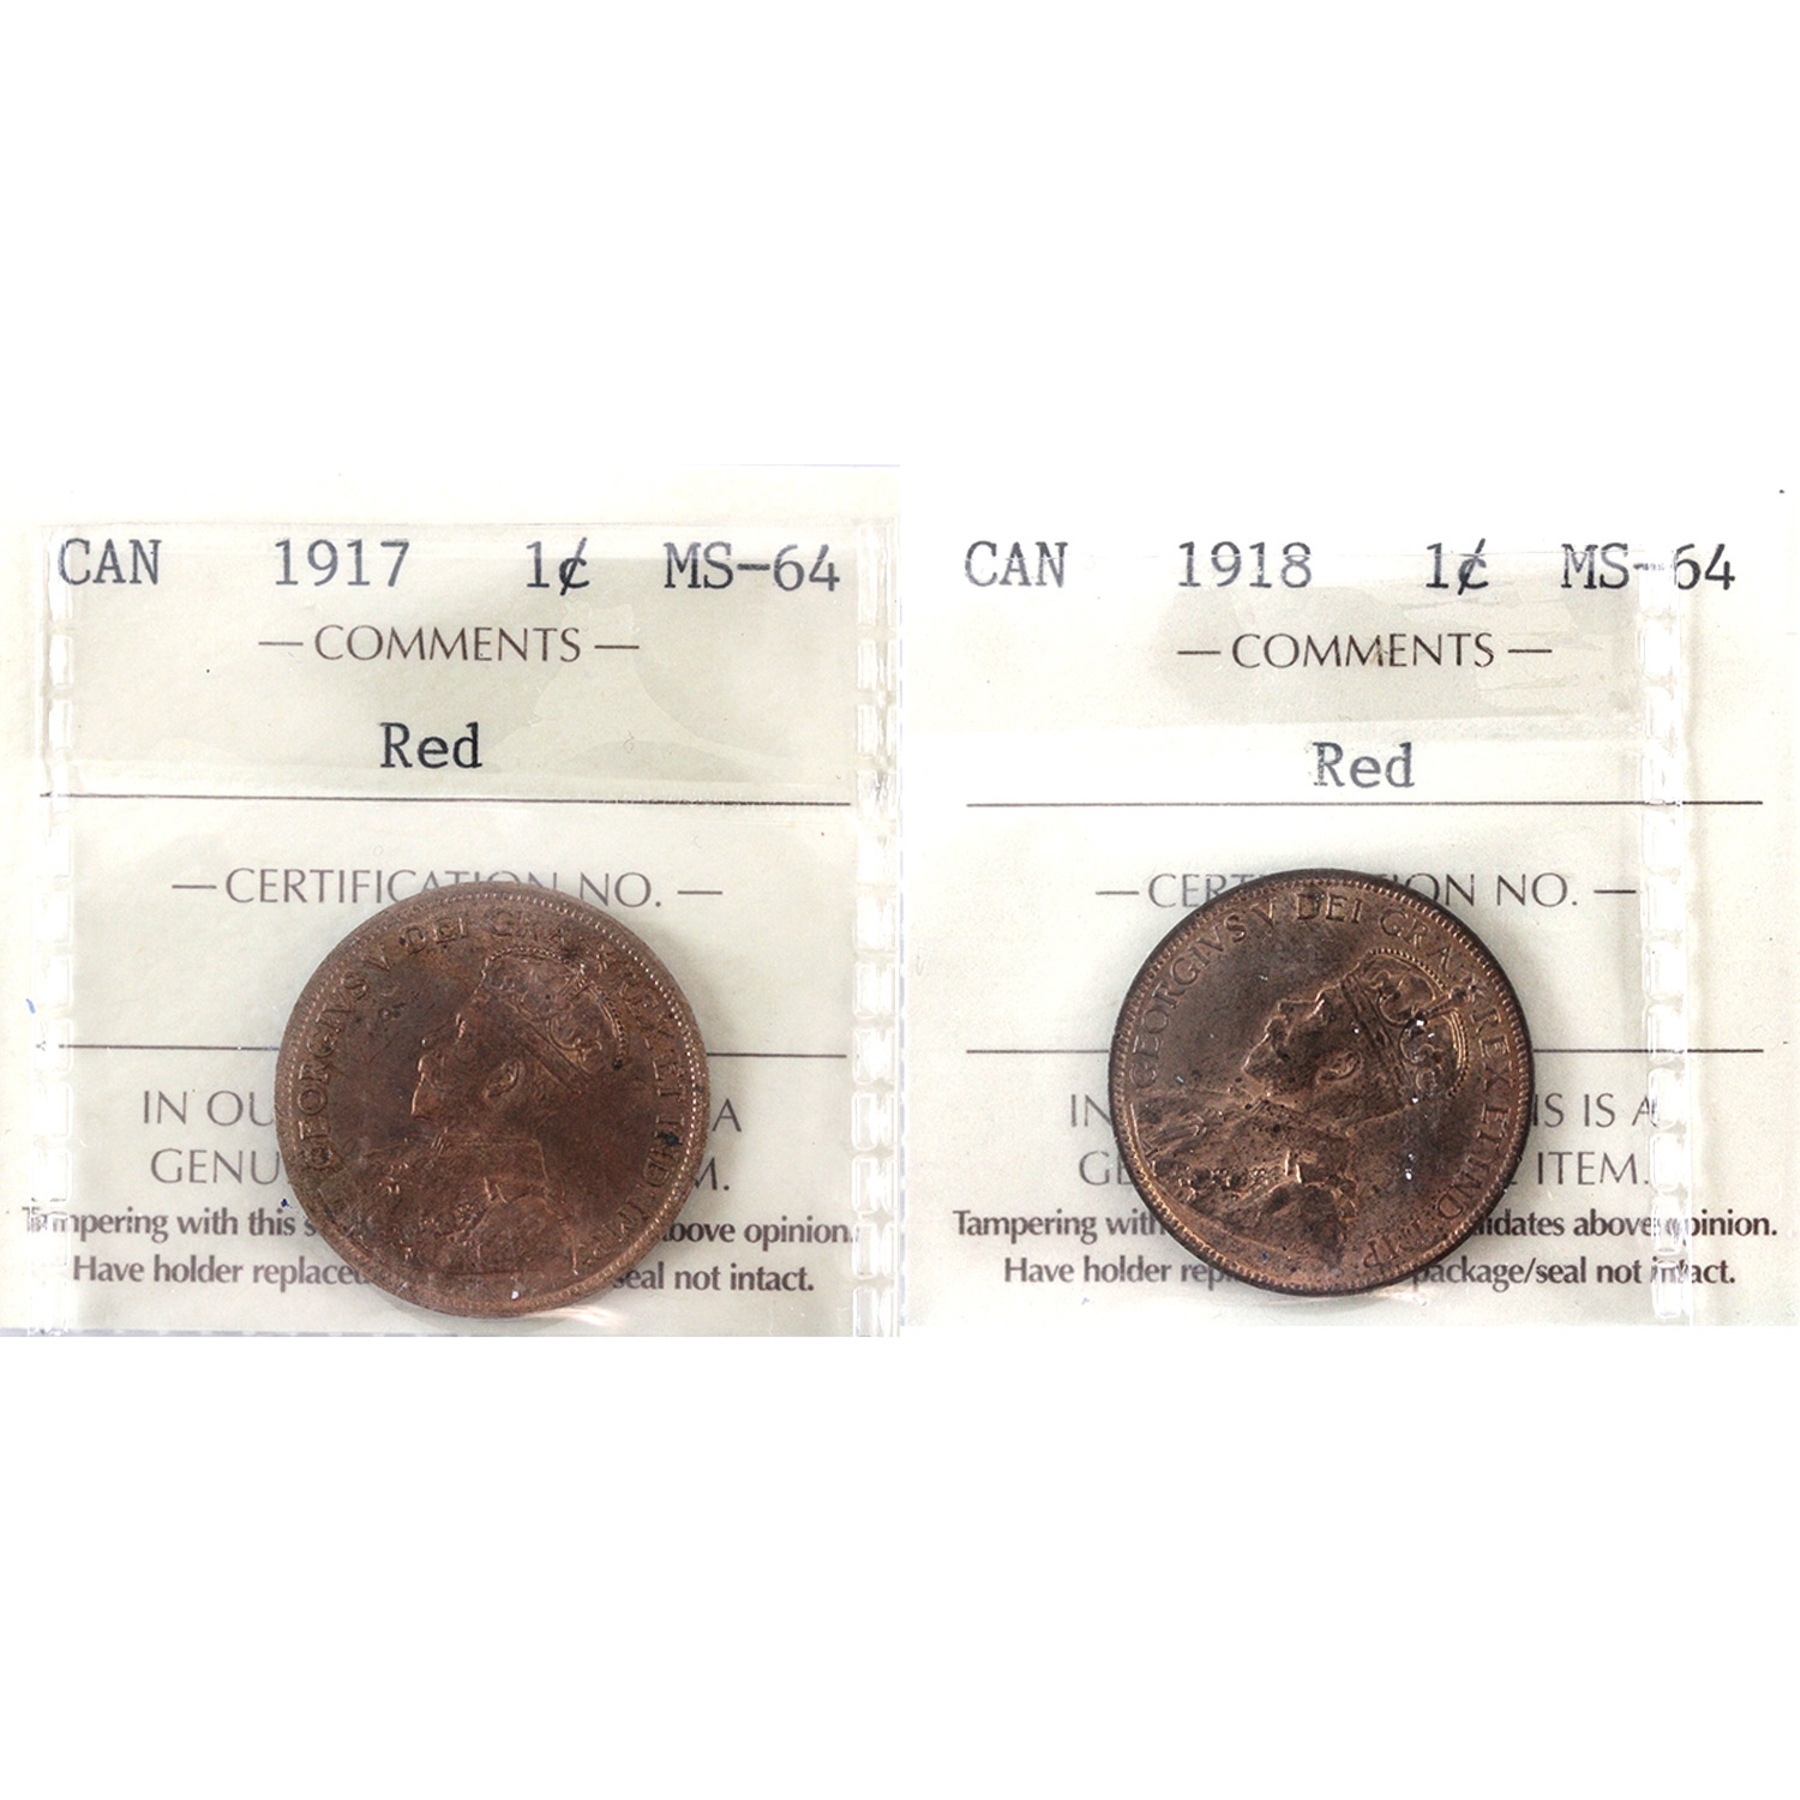 CAN 1917 1¢ MS-64
— COMMENTS —
Red
— CERTIFICATION NO. —
GEORGIVS V DEI GRA: REX ET IND: IMP:
IN OU A
GENU M.
Tampering with this s above opinion.
Have holder replaced seal not intact.
CAN 1918 1¢ MS-64
— COMMENTS —
Red
— CER ION NO. —
GEORGIVS V DEI GRA: REX ET IND: IMP:
IN IS IS A
GE ITEM.
Tampering with idates above opinion.
Have holder rep package/seal not intact.